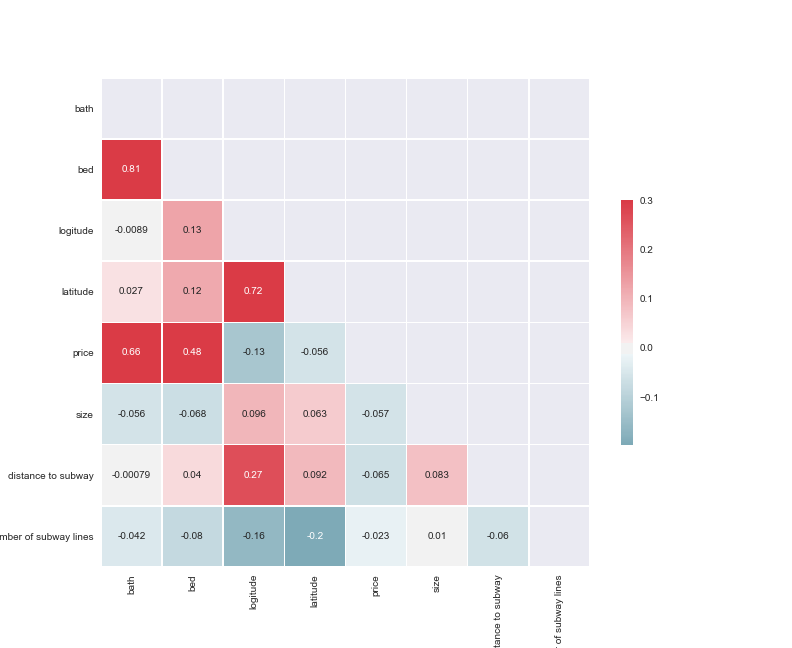 bath
bed 0.81
logitude -0.0089 0.13
latitude 0.027 0.12 0.72
price 0.66 0.48 -0.13 -0.056
size -0.056 -0.068 0.096 0.063 -0.057
distance to subway -0.00079 0.04 0.27 0.092 -0.065 0.083
mber of subway lines -0.042 -0.08 -0.16 -0.2 -0.023 0.01 -0.06
bath
bed
logitude
latitude
price
size
tance to subway
r of subway lines
0.3
0.2
0.1
0.0
−0.1